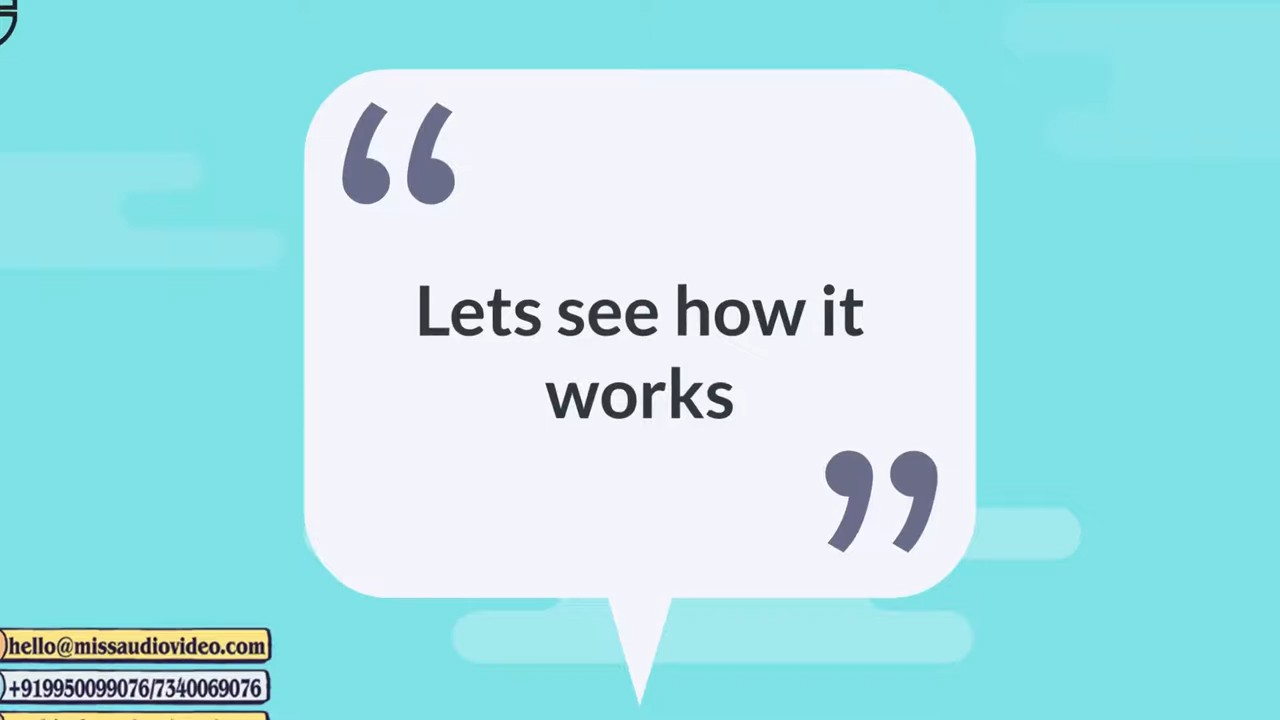 “
Lets see how it
works
”
hello@missaudiovideo.com
+919950099076/7340069076